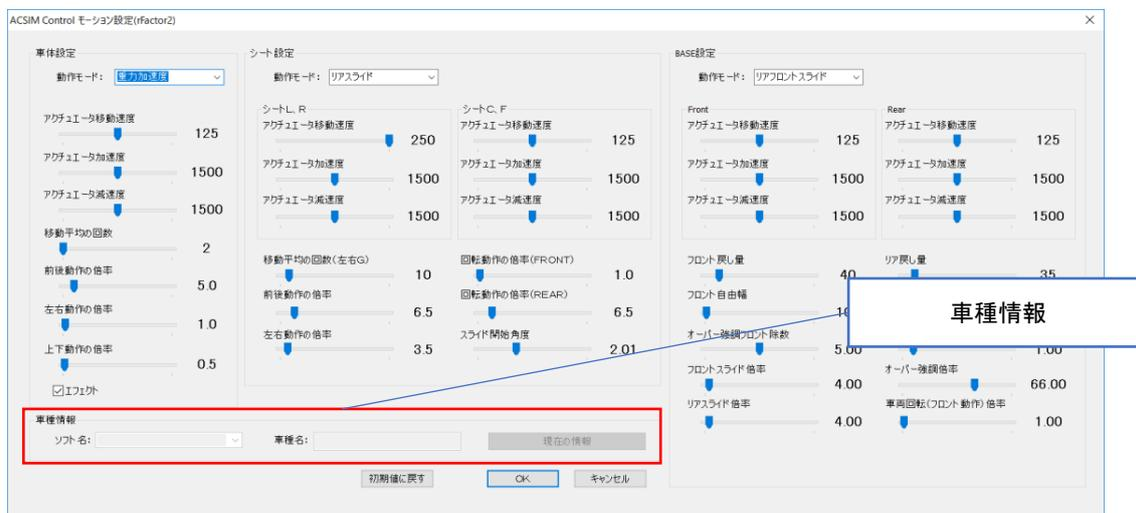 ACSIM Control モーション設定(rFactor2)
車体設定
動作モード: 重力加速度
アクチュエータ移動速度
125
アクチュエータ加速度
1500
アクチュエータ減速度
1500
移動平均の回数
2
前後動作の倍率
5.0
左右動作の倍率
1.0
上下動作の倍率
0.5
エフェクト
シート設定
動作モード: リアスライド
シートL、R
アクチュエータ移動速度
250
アクチュエータ加速度
1500
アクチュエータ減速度
1500
シートC、F
アクチュエータ移動速度
125
アクチュエータ加速度
1500
アクチュエータ減速度
1500
移動平均の回数(左右G)
10
前後動作の倍率
6.5
左右動作の倍率
3.5
回転動作の倍率(FRONT)
1.0
回転動作の倍率(REAR)
6.5
スライド開始角度
2.01
BASE設定
動作モード: リアフロントスライド
Front
アクチュエータ移動速度
125
アクチュエータ加速度
1500
アクチュエータ減速度
1500
Rear
アクチュエータ移動速度
125
アクチュエータ加速度
1500
アクチュエータ減速度
1500
フロント戻し量
40
フロント自由幅
オーバー強調フロント除数
5.00
フロントスライド倍率
4.00
リアスライド倍率
4.00
リア戻し量
35
1.00
オーバー強調倍率
66.00
車両回転(フロント動作)倍率
1.00
車種情報
車種情報
ソフト名:
車種名:
現在の情報
初期値に戻す
OK
キャンセル